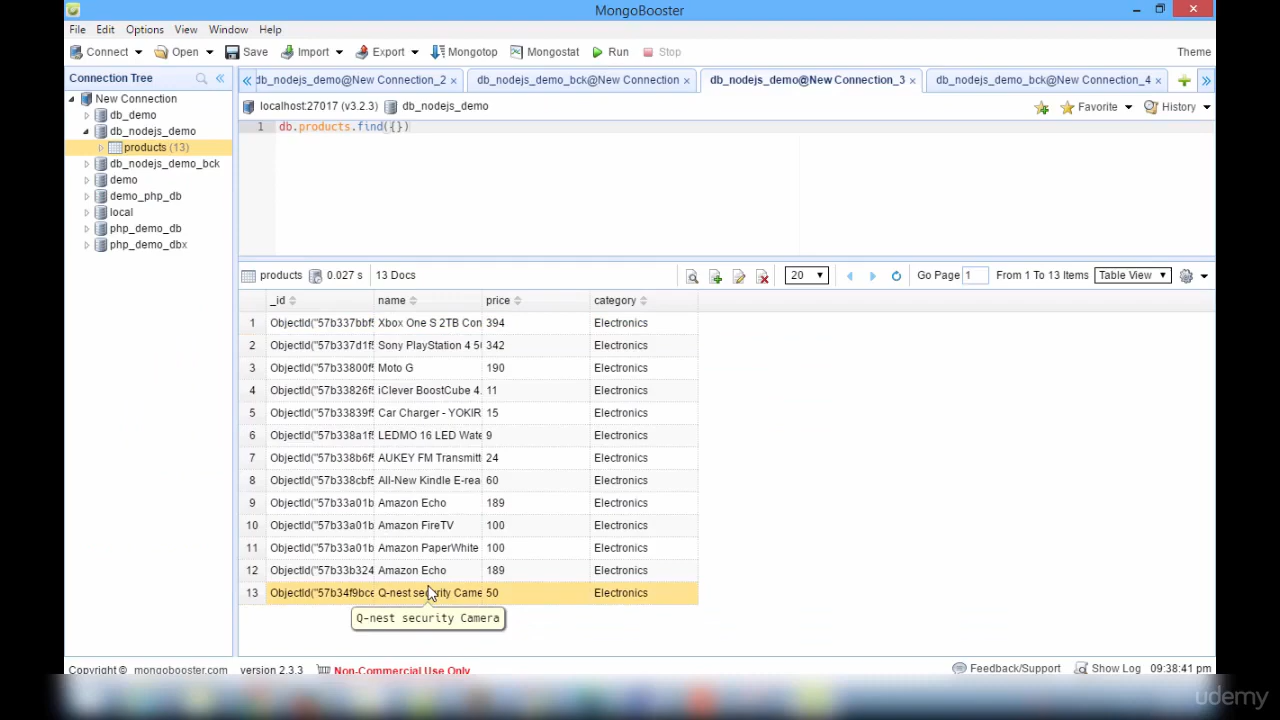 MongoBooster
File Edit Options View Window Help
Connect Open Save Import Export Mongotop Mongostat Run Stop Theme
Connection Tree
db_nodejs_demo@New Connection_2 × db_nodejs_demo_bck@New Connection × db_nodejs_demo@New Connection_3 × db_nodejs_demo_bck@New Connection_4 ×
New Connection
db_demo
db_nodejs_demo
products (13)
db_nodejs_demo_bck
demo
demo_php_db
local
php_demo_db
php_demo_dbx
localhost:27017 (v3.2.3) db_nodejs_demo Favorite History
1 db.products.find({})
products 0.027 s 13 Docs 20 Go Page 1 From 1 To 13 Items Table View
_id name price category
1 ObjectId("57b337bbf5 Xbox One S 2TB Con 394 Electronics
2 ObjectId("57b337d1f5 Sony PlayStation 4 50 342 Electronics
3 ObjectId("57b33800f5 Moto G 190 Electronics
4 ObjectId("57b33826f5 iClever BoostCube 4. 11 Electronics
5 ObjectId("57b33839f5 Car Charger - YOKIR 15 Electronics
6 ObjectId("57b338a1f5 LEDMO 16 LED Wate 9 Electronics
7 ObjectId("57b338b6f5 AUKEY FM Transmitt 24 Electronics
8 ObjectId("57b338cbf5 All-New Kindle E-rea 60 Electronics
9 ObjectId("57b33a01b Amazon Echo 189 Electronics
10 ObjectId("57b33a01b Amazon FireTV 100 Electronics
11 ObjectId("57b33a01b Amazon PaperWhite 100 Electronics
12 ObjectId("57b33b324 Amazon Echo 189 Electronics
13 ObjectId("57b34f9bce Q-nest security Came 50 Electronics
Q-nest security Camera
Copyright © mongobooster.com version 2.3.3 Non-Commercial Use Only Feedback/Support Show Log 09:38:41 pm
udemy